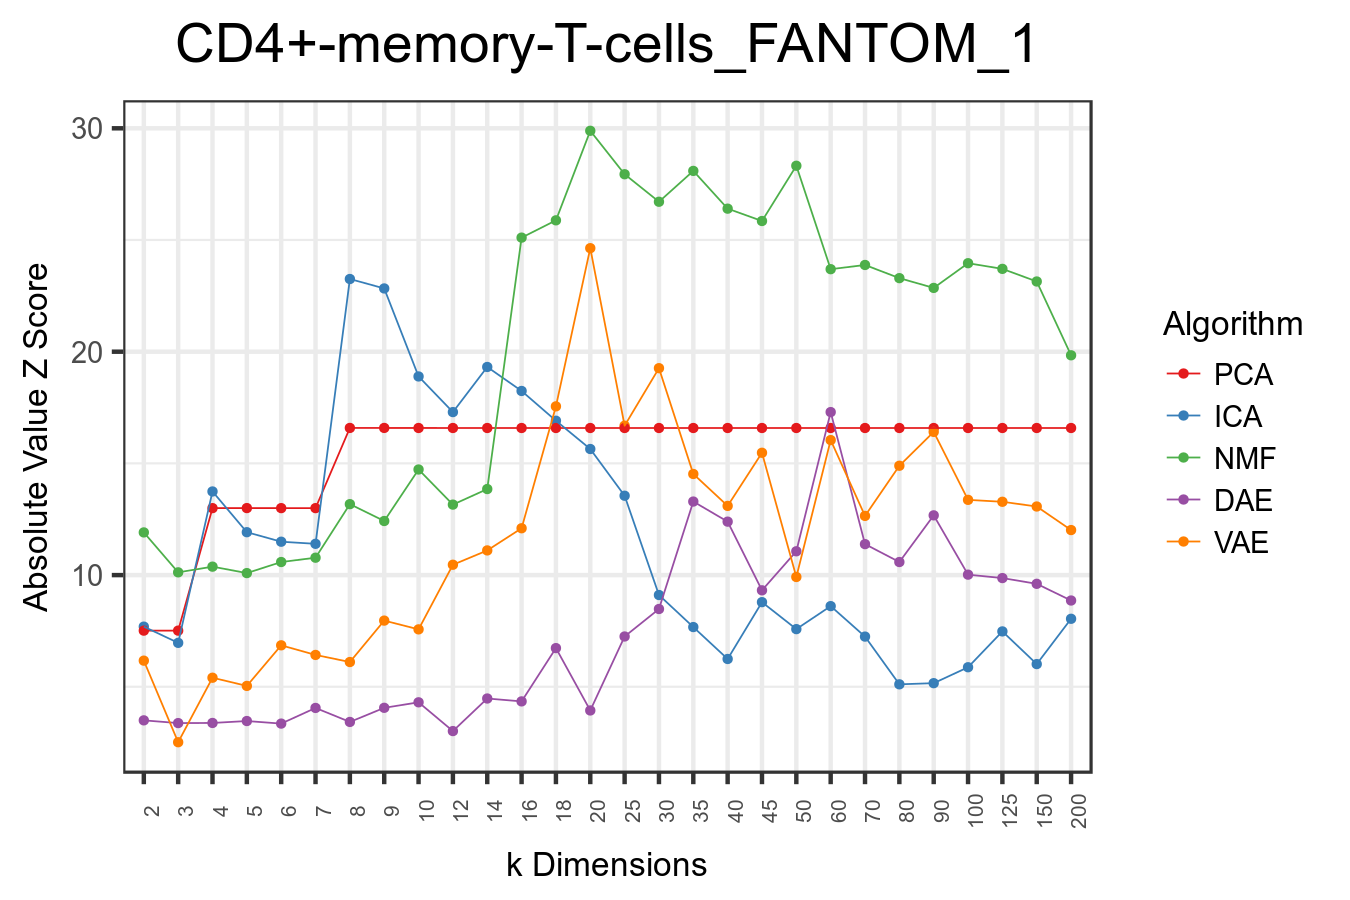 CD4+-memory-T-cells_FANTOM_1
Absolute Value Z Score
30
20
10
2 3 4 5 6 7 8 9 10 12 14 16 18 20 25 30 35 40 45 50 60 70 80 90 100 125 150 200
k Dimensions
Algorithm
PCA
ICA
NMF
DAE
VAE